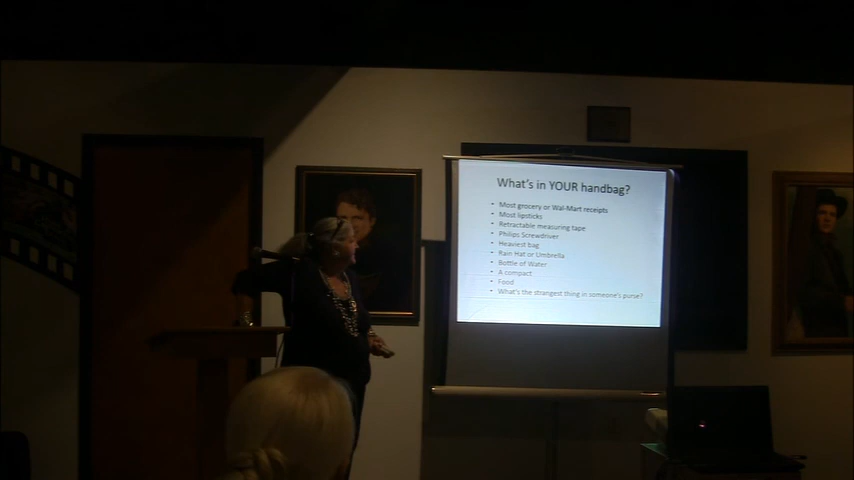 What's in YOUR handbag?
• Most grocery or Wal-Mart receipts
• Most lipsticks
• Retractable measuring tape
• Philips Screwdriver
• Heaviest bag
• Rain Hat or Umbrella
• Bottle of Water
• A compact
• Food
• What's the strangest thing in someone's purse?